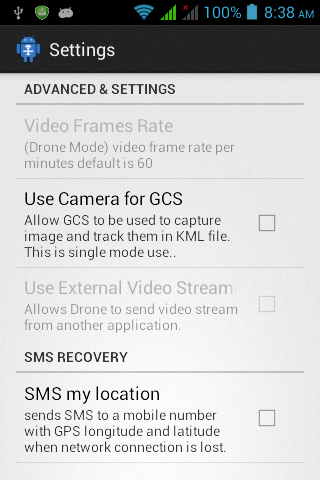 100% 8:38 AM
Settings
ADVANCED & SETTINGS
Video Frames Rate
(Drone Mode) video frame rate per
minutes default is 60
Use Camera for GCS
Allow GCS to be used to capture
image and track them in KML file.
This is single mode use..
Use External Video Stream
Allows Drone to send video stream
from another application.
SMS RECOVERY
SMS my location
sends SMS to a mobile number
with GPS longitude and latitude
when network connection is lost.